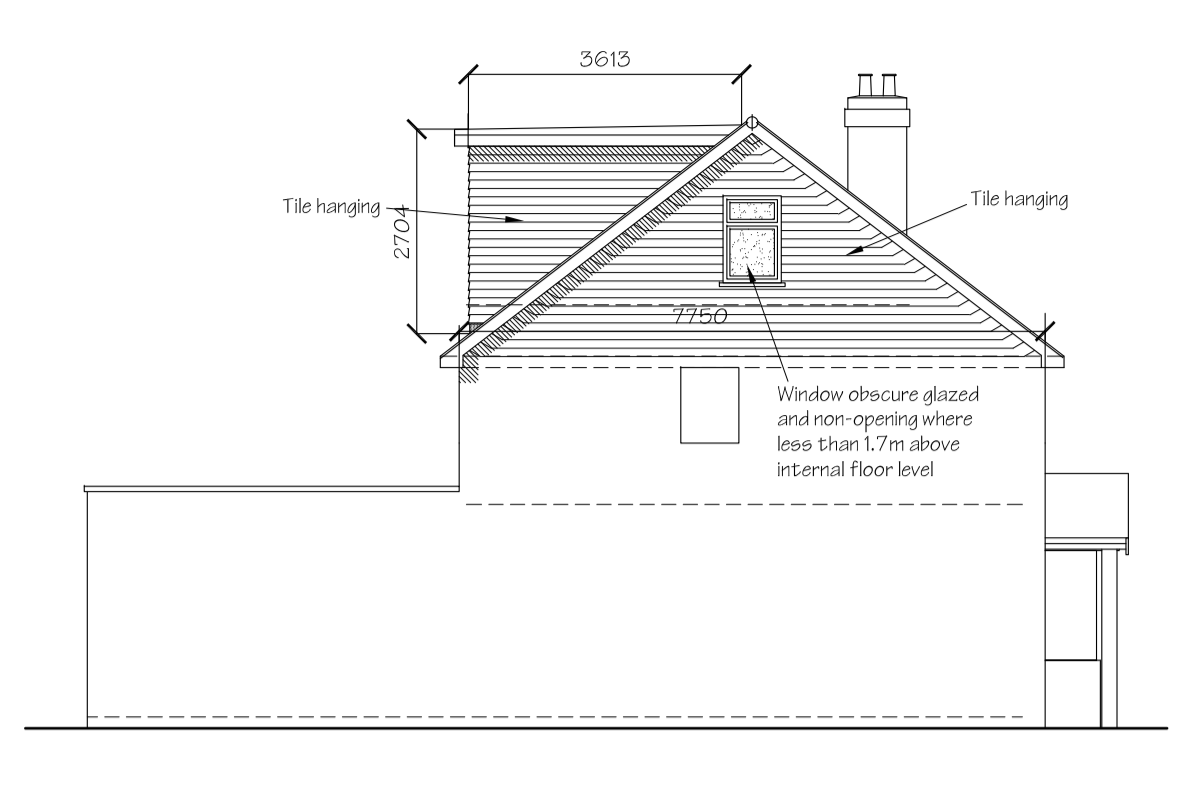 3613
Tile hanging
2704
Tile hanging
7750
Window obscure glazed
and non-opening where
less than 1.7m above
internal floor level